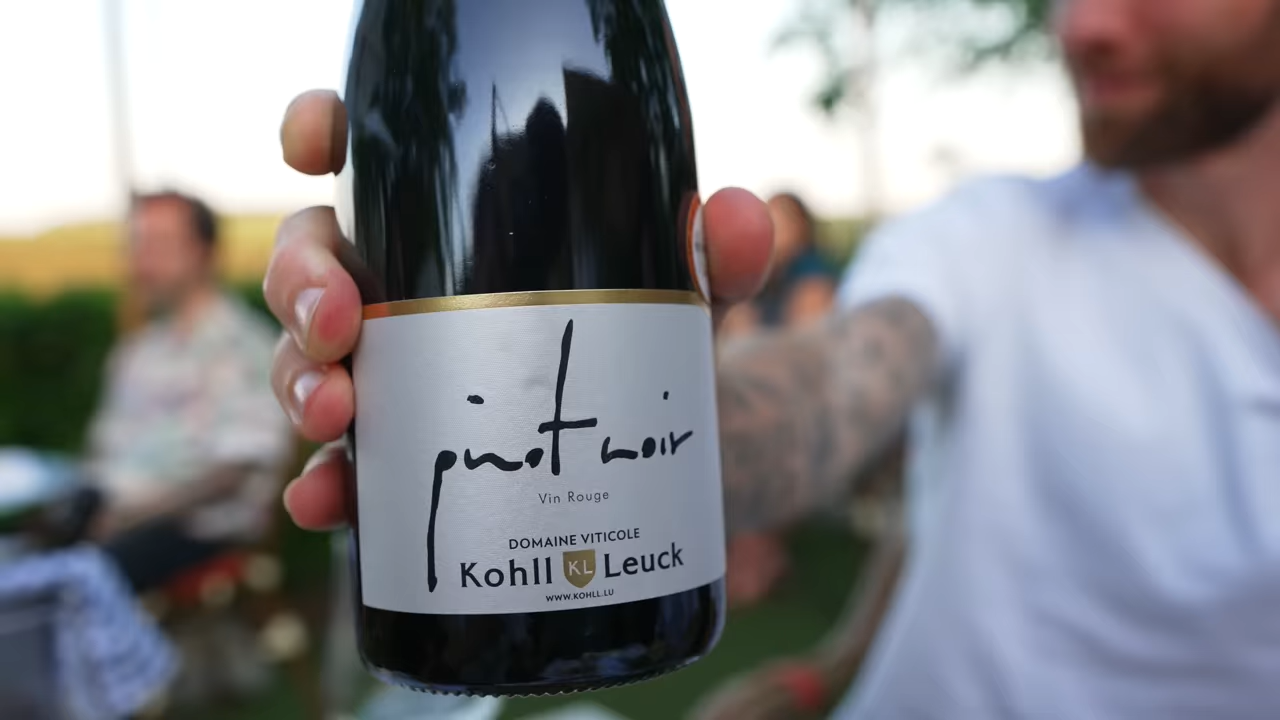 pinot noir
Vin Rouge
DOMAINE VITICOLE
Kohll KL Leuck
WWW.KOHLL.LU